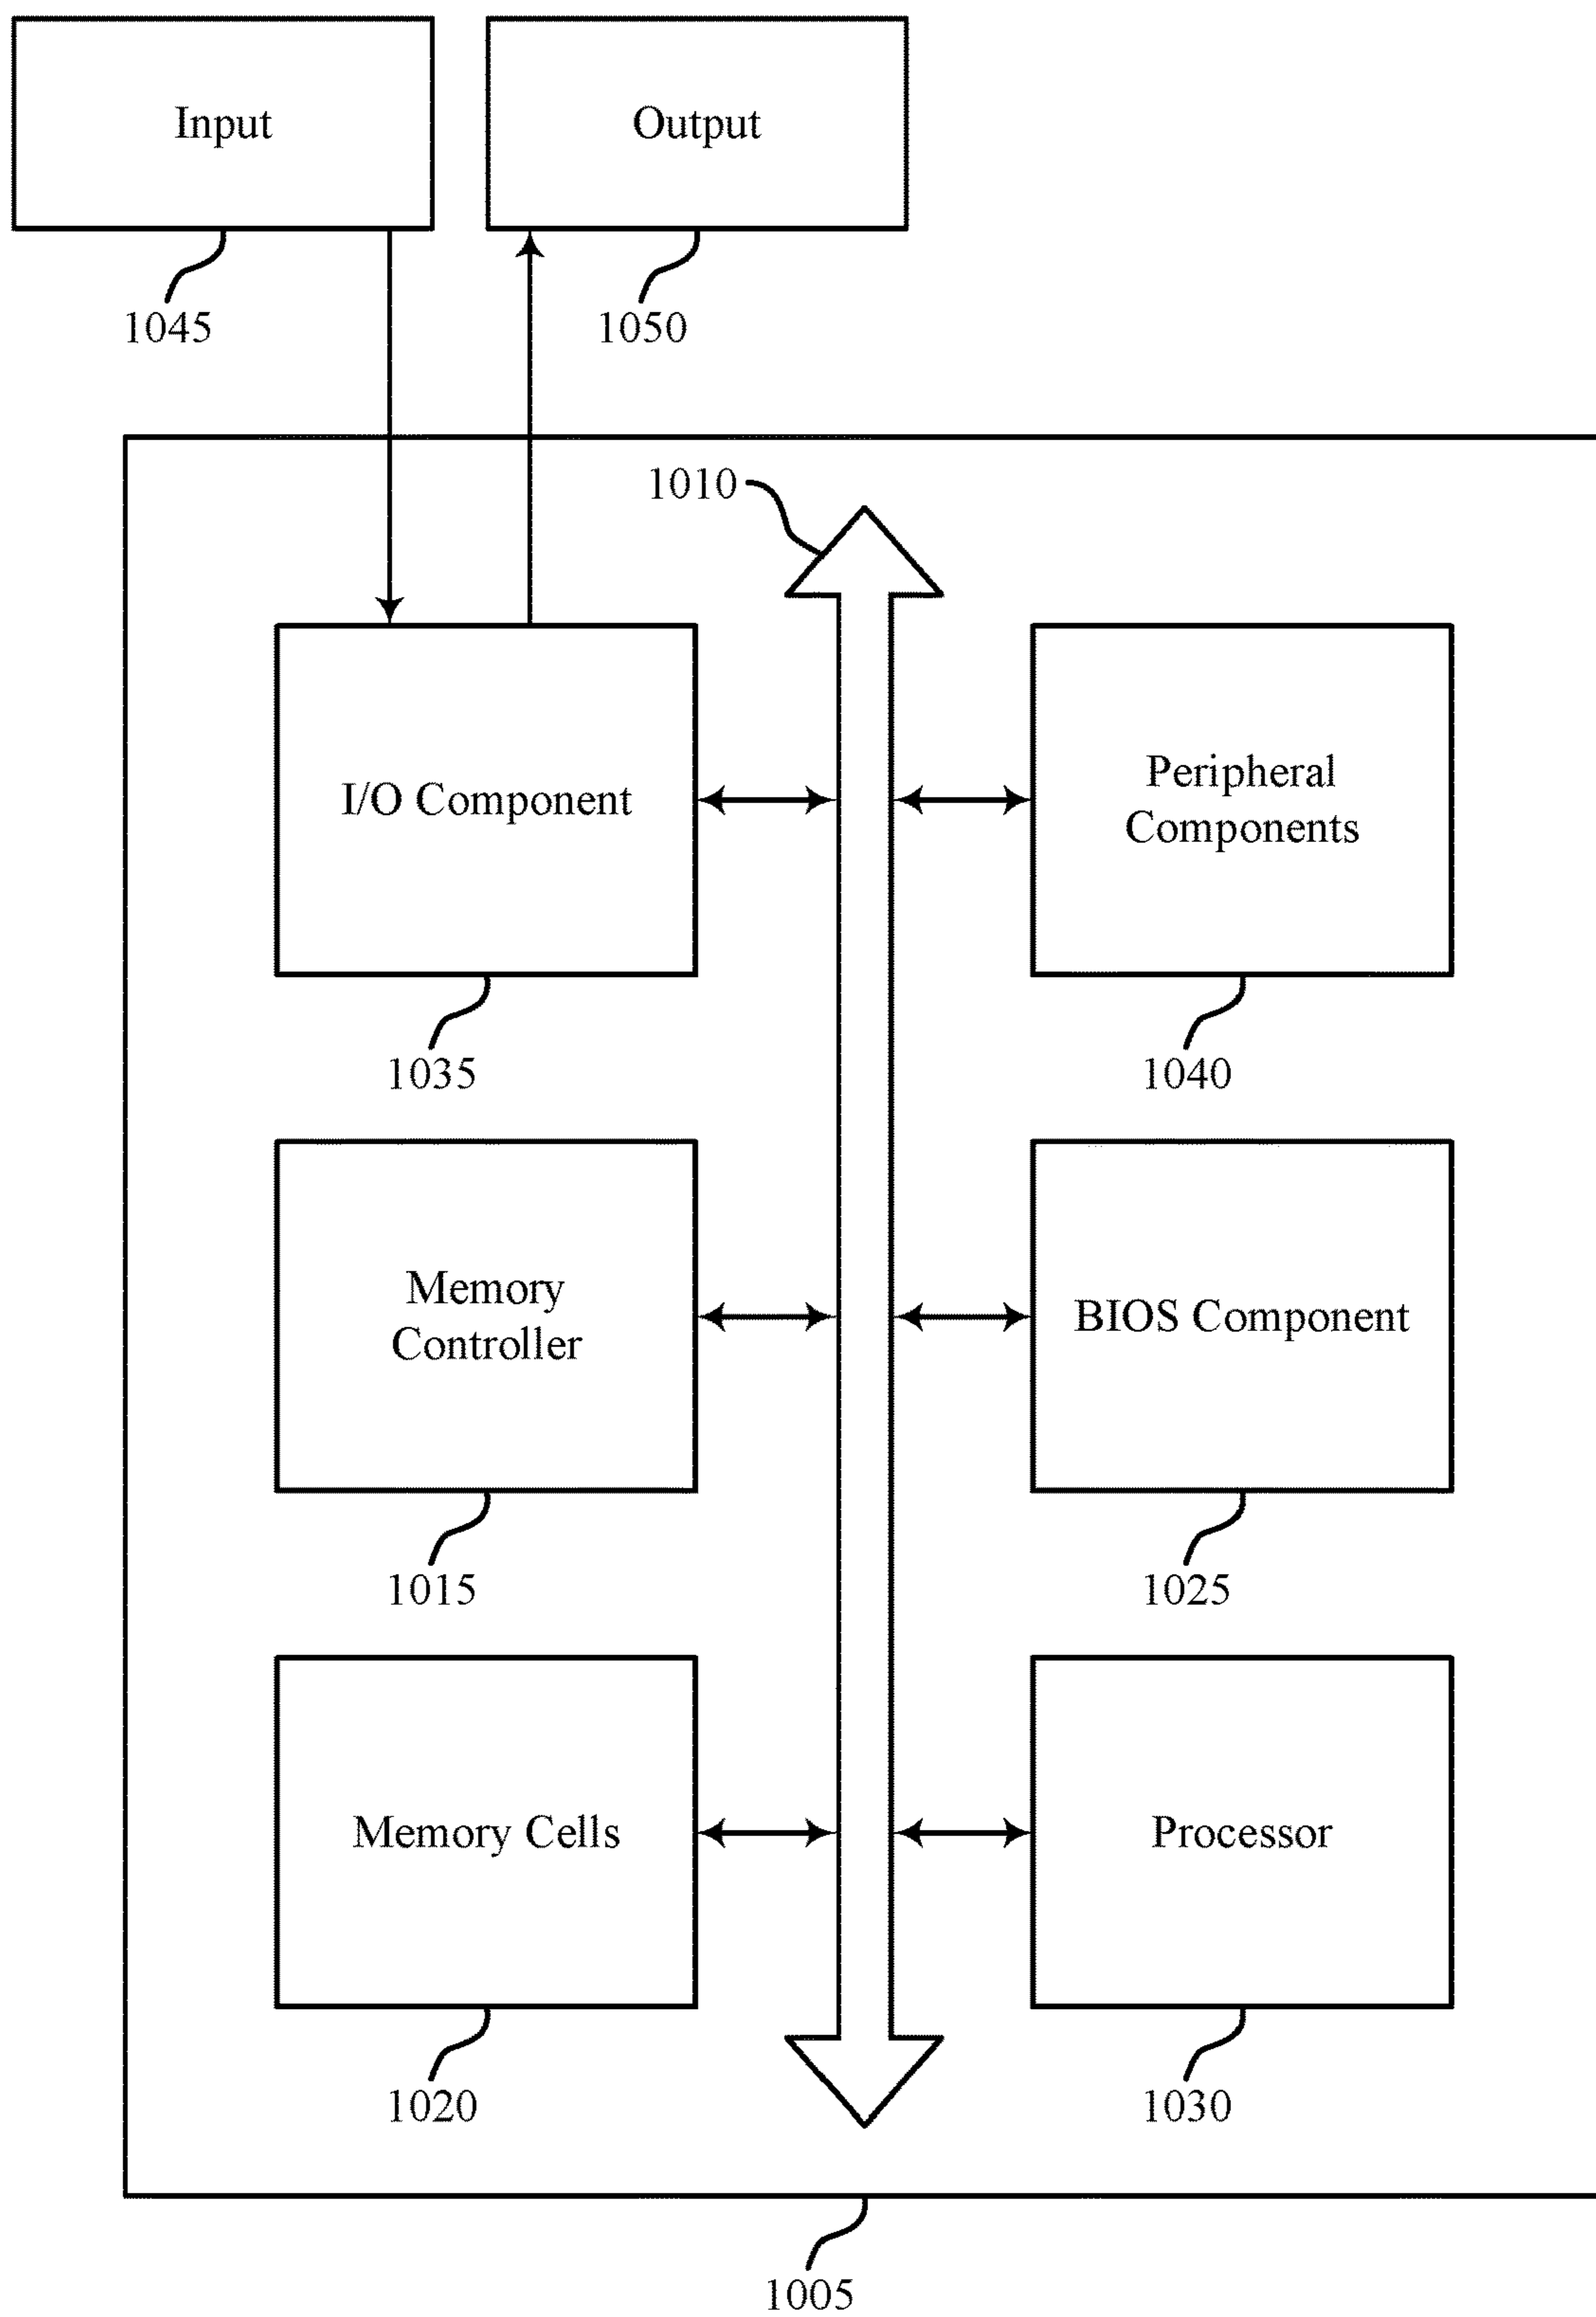 Input
Output
1045
1050
1010
I/O Component
Peripheral
Components
1035
1040
Memory
Controller
BIOS Component
1015
1025
Memory Cells
Processor
1020
1030
1005